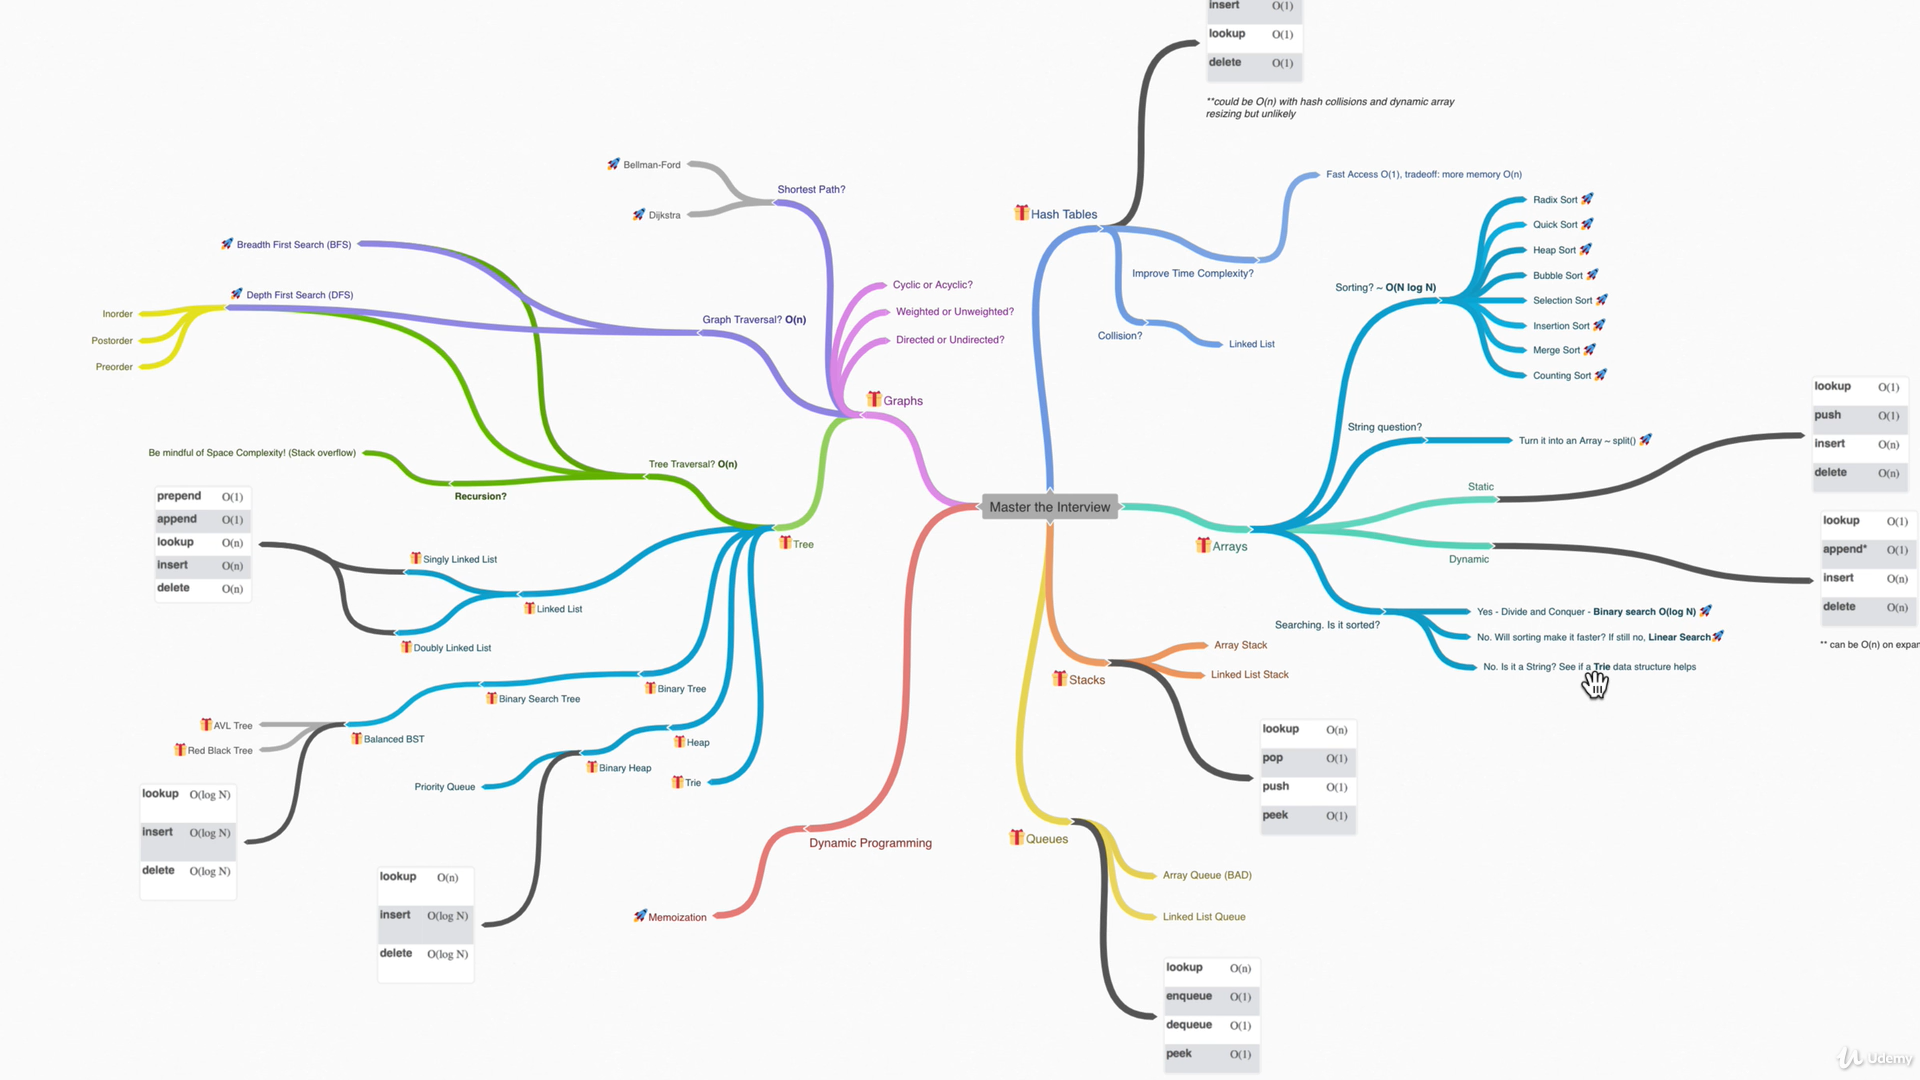 insert O(1)
lookup O(1)
delete O(1)
**could be O(n) with hash collisions and dynamic array
resizing but unlikely
Bellman-Ford
Shortest Path?
Dijkstra
Breadth First Search (BFS)
Depth First Search (DFS)
Inorder
Postorder
Preorder
Graph Traversal? O(n)
Cyclic or Acyclic?
Weighted or Unweighted?
Directed or Undirected?
Graphs
Hash Tables
Fast Access O(1), tradeoff: more memory O(n)
Improve Time Complexity?
Collision?
Linked List
Sorting? ~ O(N log N)
Radix Sort
Quick Sort
Heap Sort
Bubble Sort
Selection Sort
Insertion Sort
Merge Sort
Counting Sort
String question?
Turn it into an Array ~ split()
Static
lookup O(1)
push O(1)
insert O(n)
delete O(n)
Master the Interview
Arrays
Dynamic
lookup O(1)
append* O(1)
insert O(n)
delete O(n)
** can be O(n) on expan
Searching. Is it sorted?
Yes - Divide and Conquer - Binary search O(log N)
No. Will sorting make it faster? If still no, Linear Search
No. Is it a String? See if a Trie data structure helps
Be mindful of Space Complexity! (Stack overflow)
Tree Traversal? O(n)
Recursion?
Tree
prepend O(1)
append O(1)
lookup O(n)
insert O(n)
delete O(n)
Singly Linked List
Linked List
Doubly Linked List
Binary Tree
Binary Search Tree
Balanced BST
AVL Tree
Red Black Tree
lookup O(log N)
insert O(log N)
delete O(log N)
Heap
Binary Heap
Priority Queue
Trie
lookup O(n)
insert O(log N)
delete O(log N)
Dynamic Programming
Memoization
Stacks
Array Stack
Linked List Stack
lookup O(n)
pop O(1)
push O(1)
peek O(1)
Queues
Array Queue (BAD)
Linked List Queue
lookup O(n)
enqueue O(1)
dequeue O(1)
peek O(1)
Udemy